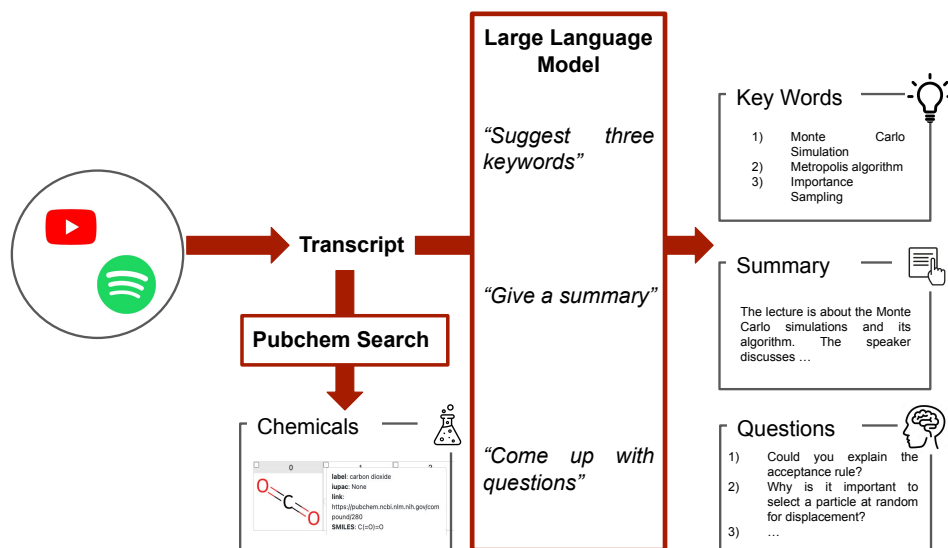 Large Language
Model
“Suggest three
keywords”
“Give a summary”
“Come up with
questions”
Transcript
Pubchem Search
Chemicals
0
label: carbon dioxide
iupac: None
link:
https://pubchem.ncbi.nlm.nih.gov/com
pound/280
SMILES: C(=O)=O
O
C
O
Key Words
1) Monte Carlo
Simulation
2) Metropolis algorithm
3) Importance
Sampling
Summary
The lecture is about the Monte
Carlo simulations and its
algorithm. The speaker
discusses …
Questions
1) Could you explain the
acceptance rule?
2) Why is it important to
select a particle at random
for displacement?
3) …